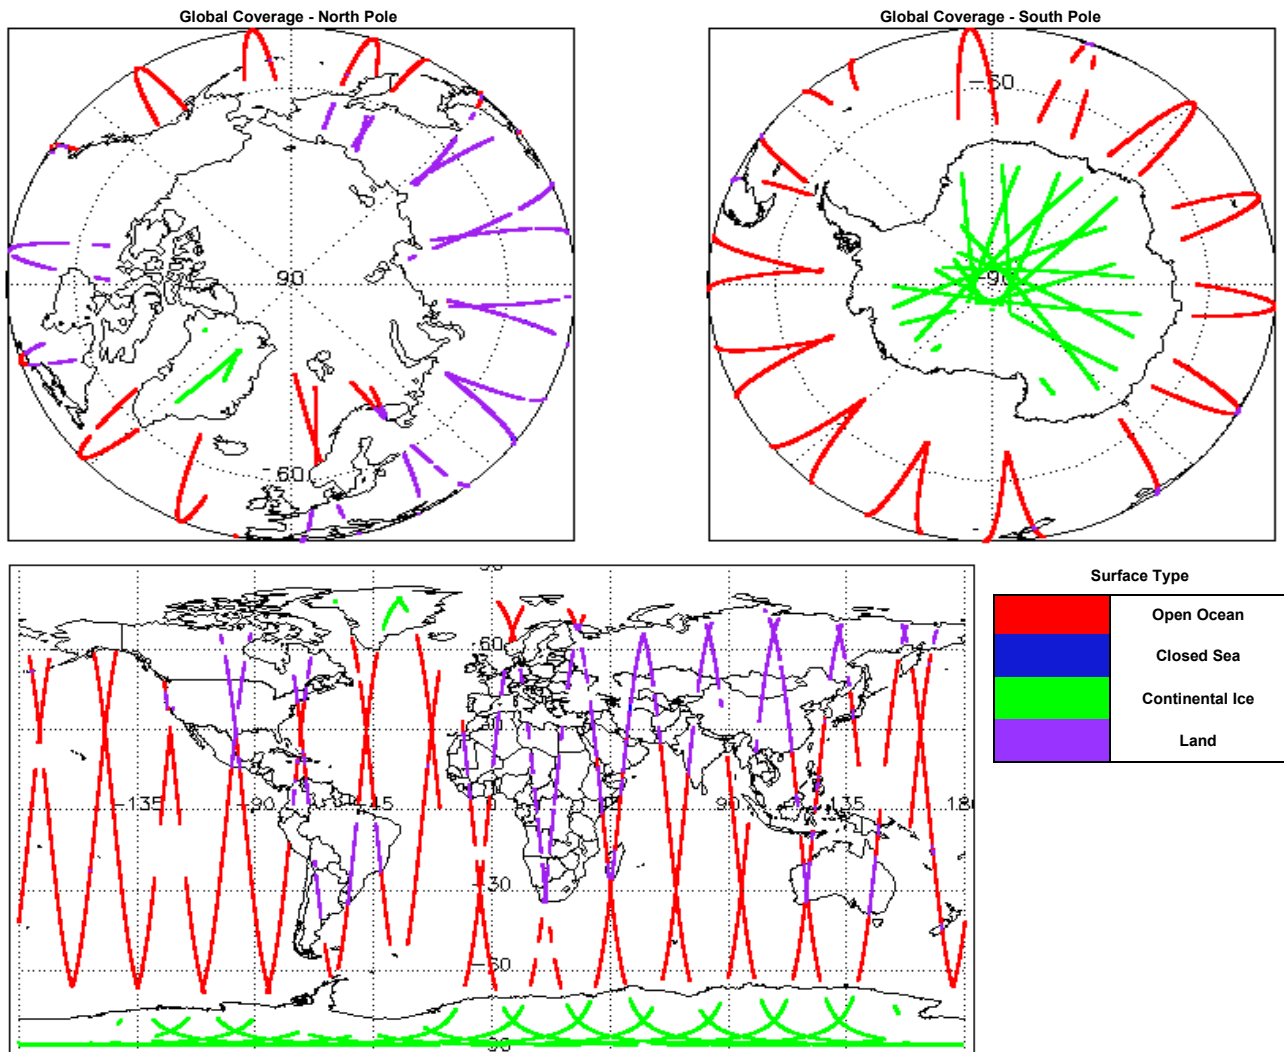 Global Coverage - North Pole
Global Coverage - South Pole
90
60
-60
-90
60
-135
-90
-45
90
135
180
-30
-60
Surface Type
Open Ocean
Closed Sea
Continental Ice
Land